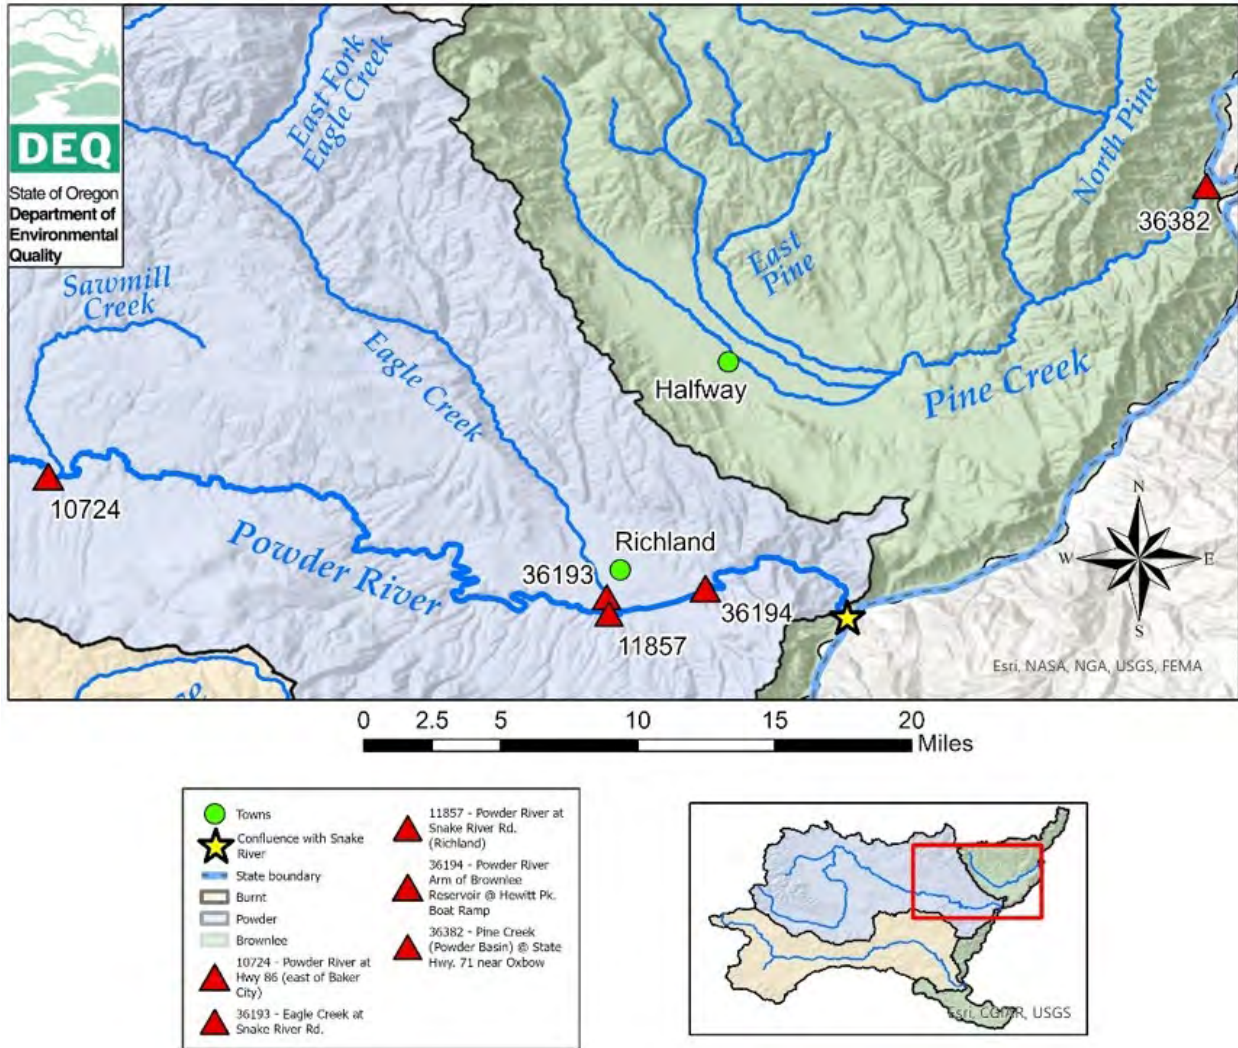 DEQ
State of Oregon
Department of
Environmental
Quality
East Fork
Eagle Creek
North Pine
36382
Sawmill
Creek
East
Pine
Eagle Creek
Halfway
Pine Creek
10724
Powder River
Richland
36193
36194
11857
N
W
E
S
Esri, NASA, NGA, USGS, FEMA
0 2.5 5 10 15 20
Miles
Towns
Confluence with Snake
River
State boundary
Burnt
Powder
Brownlee
10724 - Powder River at
Hwy 86 (east of Baker
City)
36193 - Eagle Creek at
Snake River Rd.
11857 - Powder River at
Snake River Rd.
(Richland)
36194 - Powder River
Arm of Brownlee
Reservoir @ Hewitt Pk.
Boat Ramp
36382 - Pine Creek
(Powder Basin) @ State
Hwy. 71 near Oxbow
Esri, CGIAR, USGS